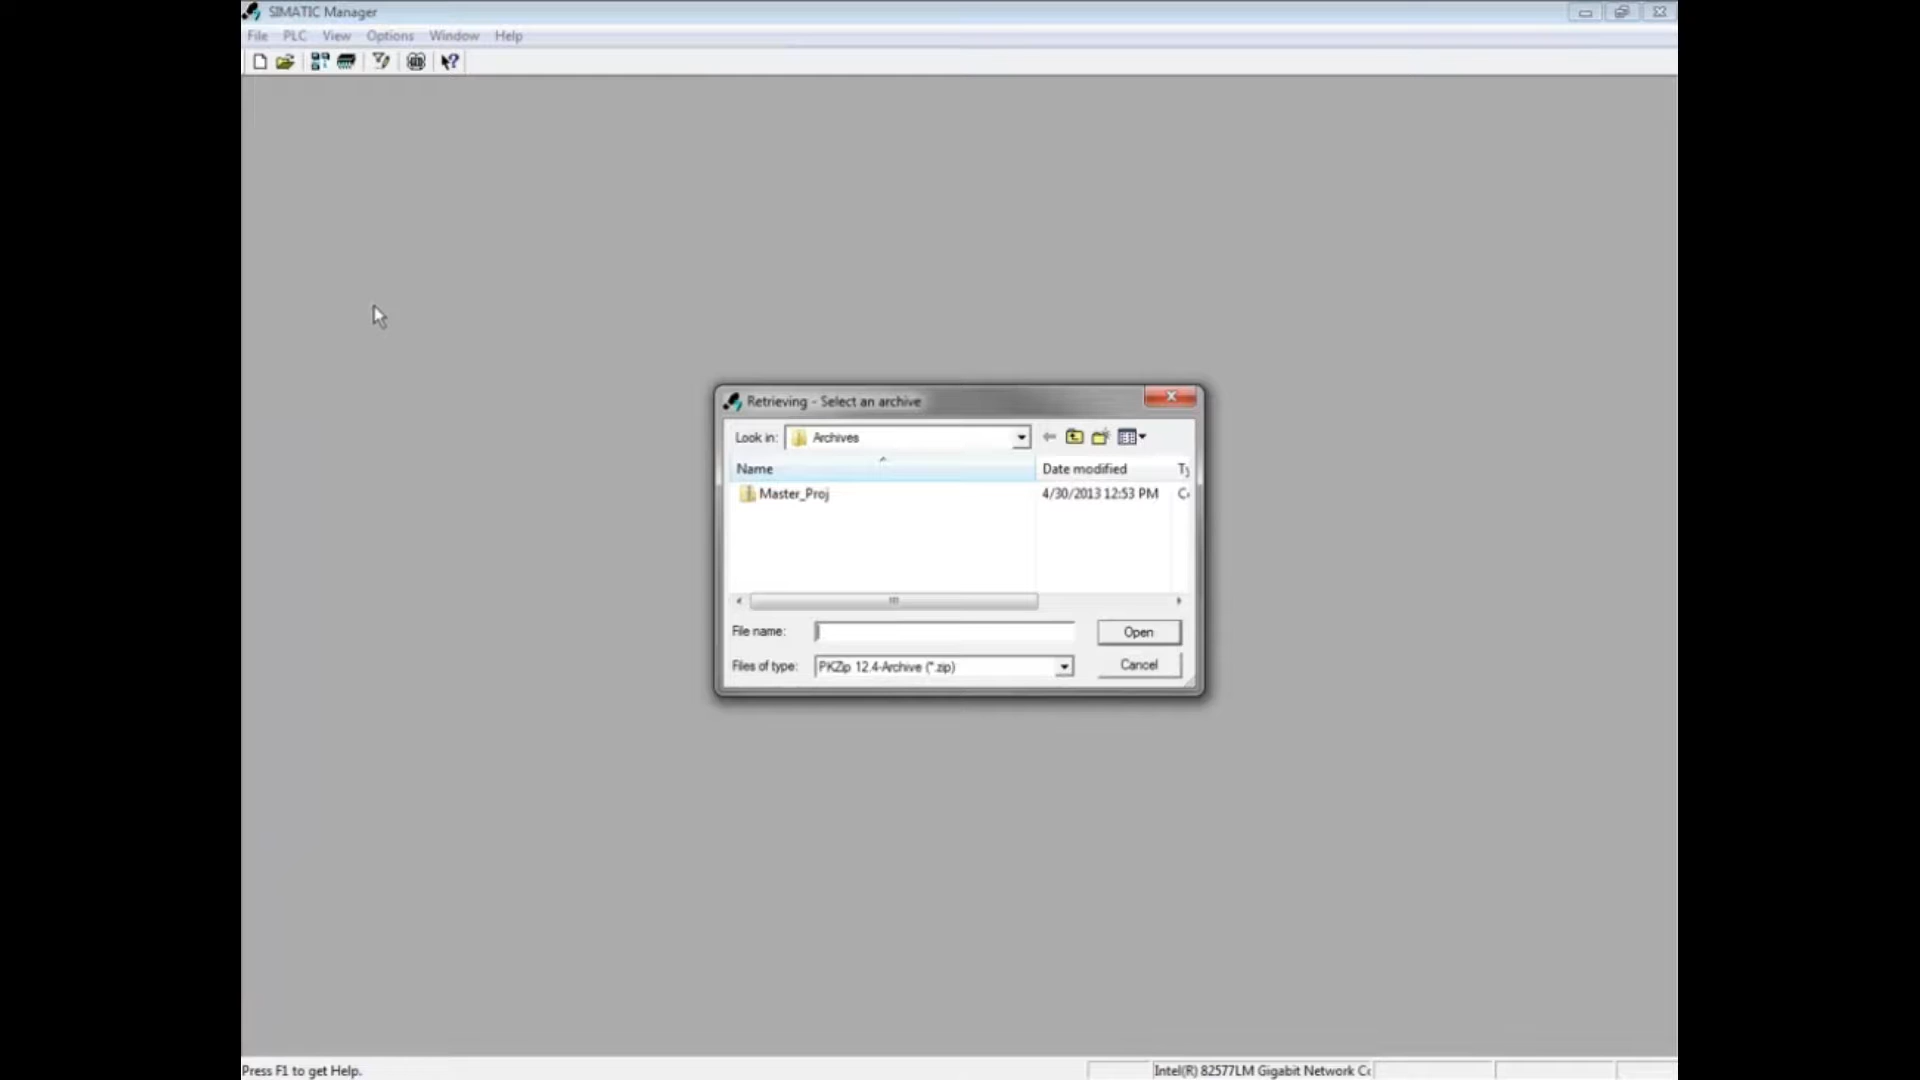 SIMATIC Manager
File PLC View Options Window Help
Retrieving - Select an archive
Look in: Archives
Name Date modified Ty
Master_Proj 4/30/2013 12:53 PM
File name: Open
Files of type: PKZip 12.4-Archive (*.zip) Cancel
Press F1 to get Help. Intel(R) 82577LM Gigabit Network Cc